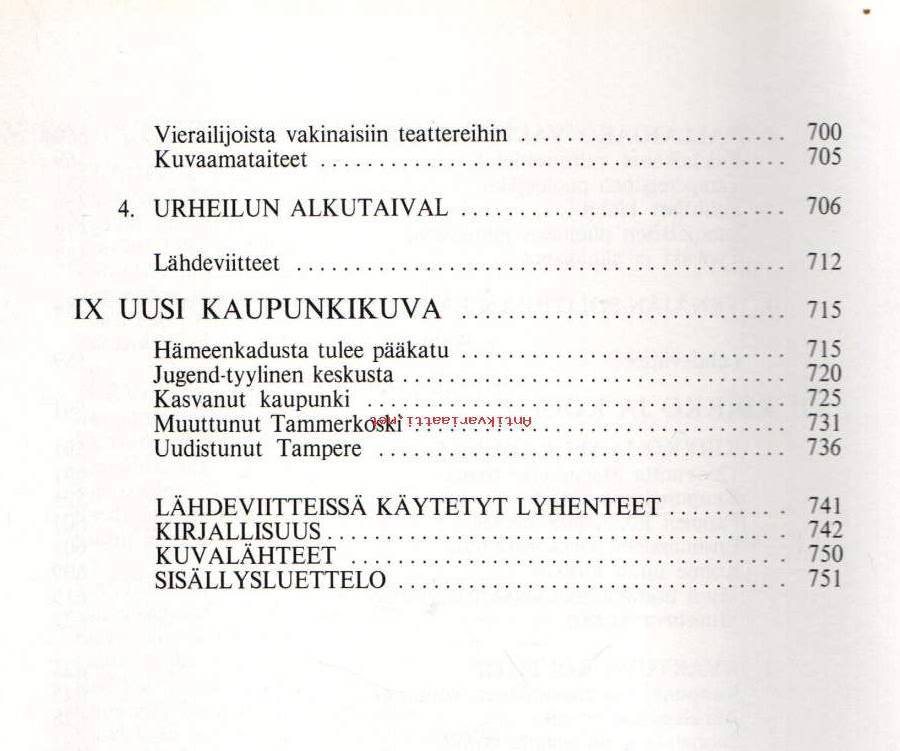 Vierailijoista vakinaisiin teattereihin ........................ 700
Kuvaamataiteet ........................................ 705
4. URHEILUN ALKUTAIVAL ............................ 706
Lähdeviitteet .......................................... 712
IX UUSI KAUPUNKIKUVA ............................ 715
Hämeenkadusta tulee pääkatu ............................ 715
Jugend-tyylinen keskusta ................................. 720
Kasvanut kaupunki .................................... 725
Muuttunut Tammerkoski ................................ 731
Antikvariaatti.net
Uudistunut Tampere ................................... 736
LÄHDEVIITTEISSÄ KÄYTETYT LYHENTEET .......... 741
KIRJALLISUUS ........................................ 742
KUVALÄHTEET ....................................... 750
SISÄLLYSLUETTELO .................................. 751